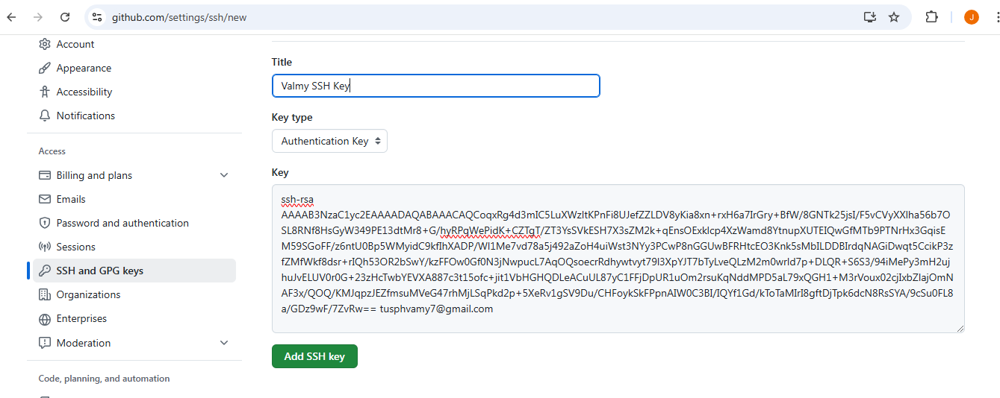 github.com/settings/ssh/new
J
Account
Appearance
Accessibility
Notifications
Access
Billing and plans
Emails
Password and authentication
Sessions
SSH and GPG keys
Organizations
Enterprises
Moderation
Code, planning, and automation
Title
Valmy SSH Key
Key type
Authentication Key
Key
ssh-rsa
AAAAB3NzaC1yc2EAAAADAQABAAACAQCoqxRg4d3mIC5LuXWzltKPnFi8UJefZZLDV8yKia8xn+rxH6a7IrGry+BfW/8GNTk25jsI/F5vCVyXXlha56b7O
SL8RNf8HsGyW349PE13dtMr8+G/hyRPqWePidK+CZTgT/ZT3YsSVkESH7X3sZM2k+qEnsOExklcp4XzWamd8YtnupXUTEIQwGfMTb9PTNrHx3GqisE
M59SGoFF/z6ntU0Bp5WMyidC9kfIhXADP/Wl1Me7vd78a5j492aZoH4uiWst3NYy3PCwP8nGGUwBFRHtcEO3Knk5sMbILDDBIrdqNAGiDwqt5CcikP3z
fZMfWkf8dsr+rIQh53OR2bSwY/kzFFOw0Gf0N3jNwpucL7AqOQsoecrRdhywtvyt79I3XpYJT7bTyLveQLzM2m0wrld7p+DLQR+S6S3/94iMePy3mH2uj
huJvELUV0r0G+23zHcTwbYEVXA887c3t15ofc+jit1VbHGHQDLeACuUL87yC1FFjDpUR1uOm2rsuKqNddMPD5aL79xQGH1+M3rVoux02cjIxbZIajOmN
AF3x/QOQ/KMJqpzJEZfmsuMVeG47rhMjLSqPkd2p+5XeRv1gSV9Du/CHFoykSkFPpnAIW0C3BI/IQYf1Gd/kToTaMIrI8gftDjTpk6dcN8RsSYA/9cSu0FL8
a/GDz9wF/7ZvRw== tusphvamy7@gmail.com
Add SSH key